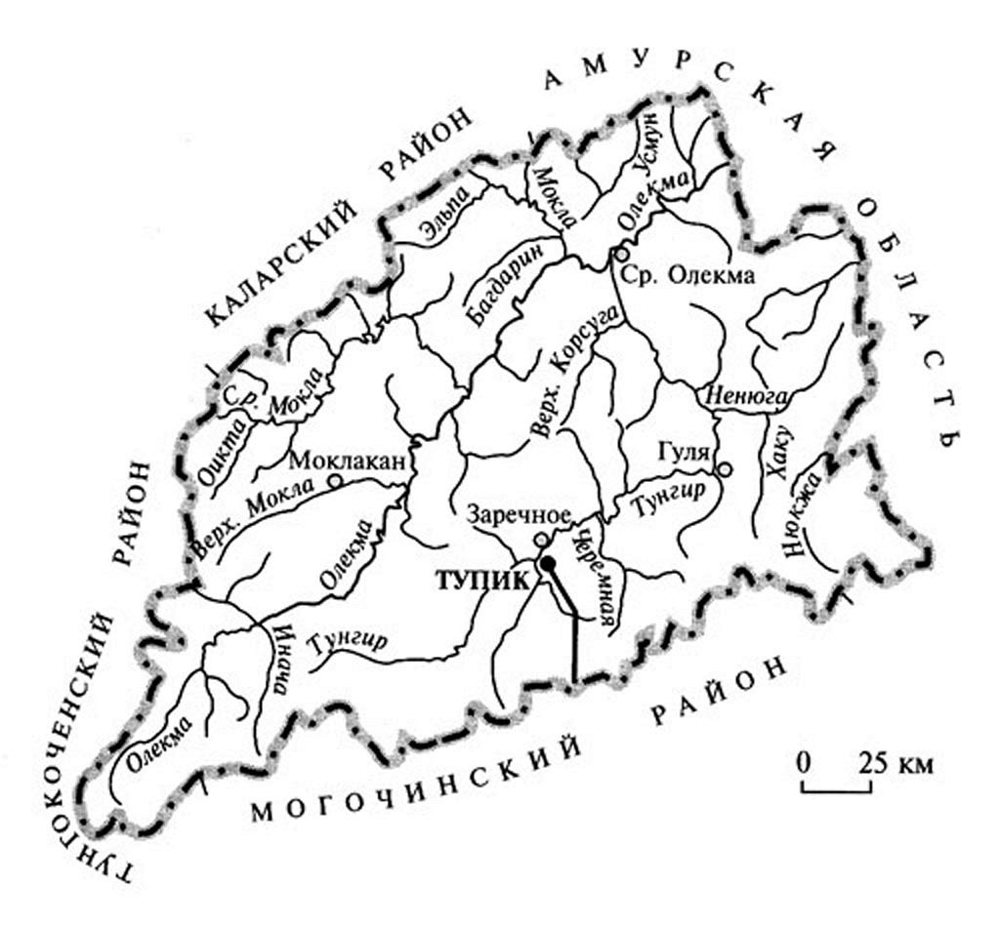 АМУРСКАЯ ОБЛАСТЬ
КАЛАРСКИЙ РАЙОН
Усмун
Мокла
Олекма
Эльпа
Багдарин
Ср. Олекма
Верх. Корсуга
Ср. Мокла
Ненюга
Оикта
Моклакан
Гуля
Хаку
Верх. Мокла
Тунгир
Нюкжа
Заречное
Олекма
Черемная
ТУПИК
Тунгир
Инача
Олекма
ТУНГОКОЧЕНСКИЙ РАЙОН
МОГОЧИНСКИЙ РАЙОН
0 25 км